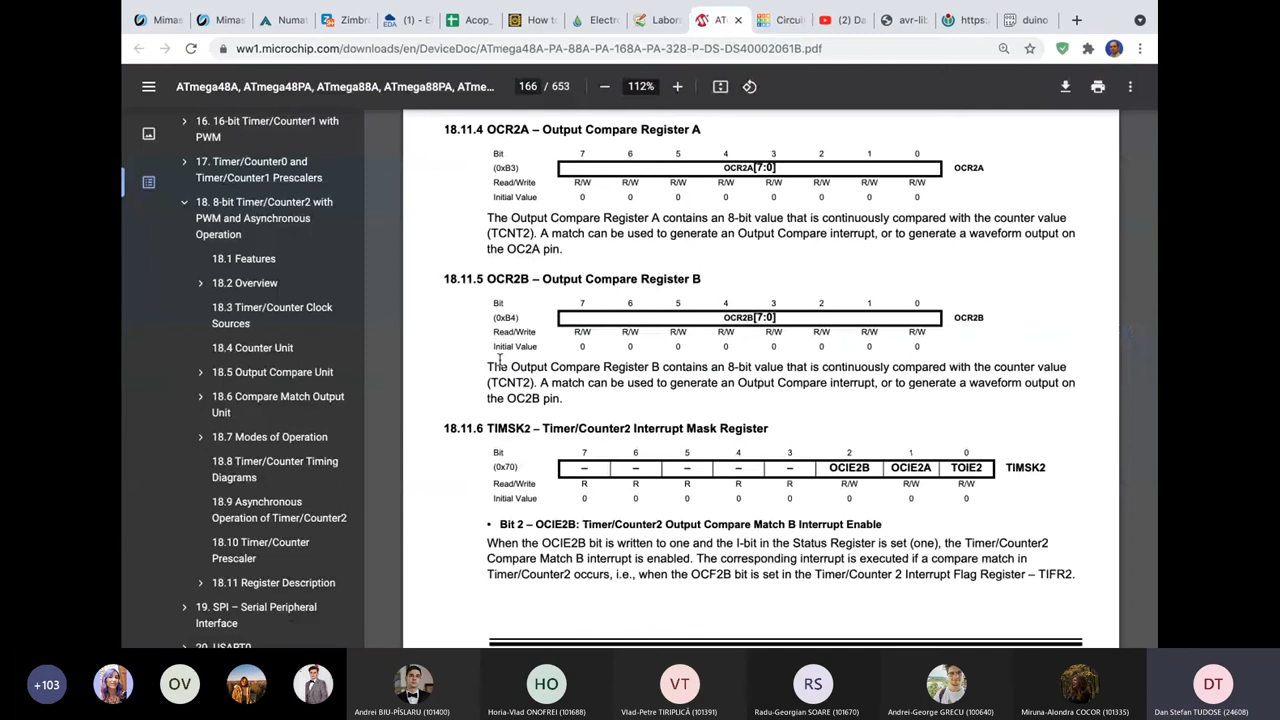 Mimas
Mimas
Numat
Zimbr
(1) – E
Acop
How to
Electr
Labor
AT
Circui
(2) Da
avr-lib
https:/
duino
ww1.microchip.com/downloads/en/DeviceDoc/ATmega48A-PA-88A-PA-168A-PA-328-P-DS-DS40002061B.pdf
ATmega48A, ATmega48PA, ATmega88A, ATmega88PA, ATme...
166 / 653
112%
16. 16-bit Timer/Counter1 with
PWM
17. Timer/Counter0 and
Timer/Counter1 Prescalers
18. 8-bit Timer/Counter2 with
PWM and Asynchronous
Operation
18.1 Features
18.2 Overview
18.3 Timer/Counter Clock
Sources
18.4 Counter Unit
18.5 Output Compare Unit
18.6 Compare Match Output
Unit
18.7 Modes of Operation
18.8 Timer/Counter Timing
Diagrams
18.9 Asynchronous
Operation of Timer/Counter2
18.10 Timer/Counter
Prescaler
18.11 Register Description
19. SPI – Serial Peripheral
Interface
18.11.4 OCR2A – Output Compare Register A
Bit 7 6 5 4 3 2 1 0
(0xB3) OCR2A[7:0] OCR2A
Read/Write R/W R/W R/W R/W R/W R/W R/W R/W
Initial Value 0 0 0 0 0 0 0 0
The Output Compare Register A contains an 8-bit value that is continuously compared with the counter value
(TCNT2). A match can be used to generate an Output Compare interrupt, or to generate a waveform output on
the OC2A pin.
18.11.5 OCR2B – Output Compare Register B
Bit 7 6 5 4 3 2 1 0
(0xB4) OCR2B[7:0] OCR2B
Read/Write R/W R/W R/W R/W R/W R/W R/W R/W
Initial Value 0 0 0 0 0 0 0 0
The Output Compare Register B contains an 8-bit value that is continuously compared with the counter value
(TCNT2). A match can be used to generate an Output Compare interrupt, or to generate a waveform output on
the OC2B pin.
18.11.6 TIMSK2 – Timer/Counter2 Interrupt Mask Register
Bit 7 6 5 4 3 2 1 0
(0x70) – – – – – OCIE2B OCIE2A TOIE2 TIMSK2
Read/Write R R R R R R/W R/W R/W
Initial Value 0 0 0 0 0 0 0 0
• Bit 2 – OCIE2B: Timer/Counter2 Output Compare Match B Interrupt Enable
When the OCIE2B bit is written to one and the I-bit in the Status Register is set (one), the Timer/Counter2
Compare Match B interrupt is enabled. The corresponding interrupt is executed if a compare match in
Timer/Counter2 occurs, i.e., when the OCF2B bit is set in the Timer/Counter 2 Interrupt Flag Register – TIFR2.
+103
OV
HO
VT
RS
DT
Andrei BIU-PÎSLARU (101400)
Horia-Vlad ONOFREI (101688)
Vlad-Petre TIRIPLICĂ (101391)
Radu-Georgian SOARE (101670)
Andrei-George GRECU (100640)
Miruna-Alondra COCOR (101335)
Dan Stefan TUDOSE (24608)